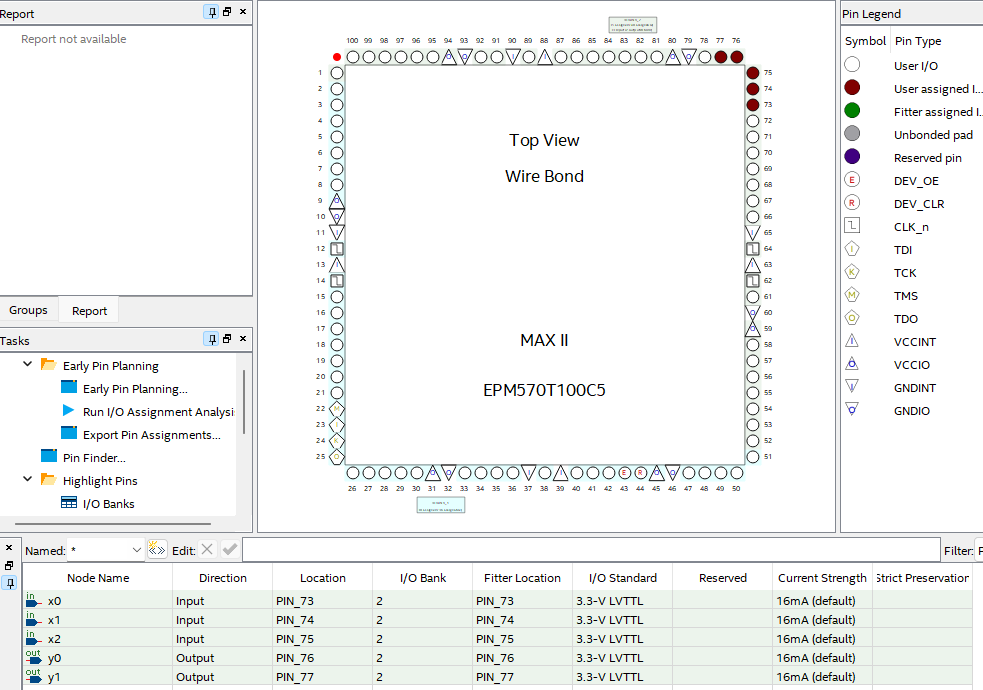 Report
Report not available
Groups
Report
Tasks
Early Pin Planning
Early Pin Planning...
Run I/O Assignment Analysi
Export Pin Assignments...
Pin Finder...
Highlight Pins
I/O Banks
100 99 98 97 96 95 94 93 92 91 90 89 88 87 86 85 84 83 82 81 80 79 78 77 76
1
2
3
4
5
6
7
8
9
10
11
12
13
14
15
16
17
18
19
20
21
22
23
24
25
Top View
Wire Bond
MAX II
EPM570T100C5
75
74
73
72
71
70
69
68
67
66
65
64
63
62
61
60
59
58
57
56
55
54
53
52
51
26 27 28 29 30 31 32 33 34 35 36 37 38 39 40 41 42 43 44 45 46 47 48 49 50
Pin Legend
Symbol Pin Type
User I/O
User assigned I...
Fitter assigned I...
Unbonded pad
Reserved pin
E DEV_OE
R DEV_CLR
CLK_n
I TDI
K TCK
M TMS
O TDO
I VCCINT
O VCCIO
I GNDINT
O GNDIO
Named: * «» Edit: Filter: P
Node Name Direction Location I/O Bank Fitter Location I/O Standard Reserved Current Strength Strict Preservation
in x0 Input PIN_73 2 PIN_73 3.3-V LVTTL 16mA (default)
in x1 Input PIN_74 2 PIN_74 3.3-V LVTTL 16mA (default)
in x2 Input PIN_75 2 PIN_75 3.3-V LVTTL 16mA (default)
out y0 Output PIN_76 2 PIN_76 3.3-V LVTTL 16mA (default)
out y1 Output PIN_77 2 PIN_77 3.3-V LVTTL 16mA (default)